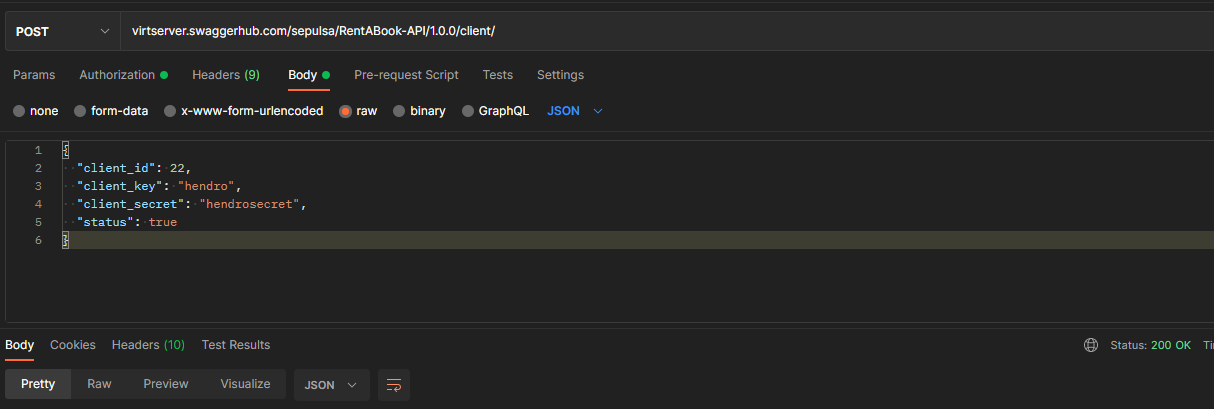 POST virtserver.swaggerhub.com/sepulsa/RentABook-API/1.0.0/client/
Params Authorization Headers (9) Body Pre-request Script Tests Settings
none form-data x-www-form-urlencoded raw binary GraphQL JSON
1 {
2 "client_id": 22,
3 "client_key": "hendro",
4 "client_secret": "hendrosecret",
5 "status": true
6 }
Body Cookies Headers (10) Test Results Status: 200 OK
Pretty Raw Preview Visualize JSON